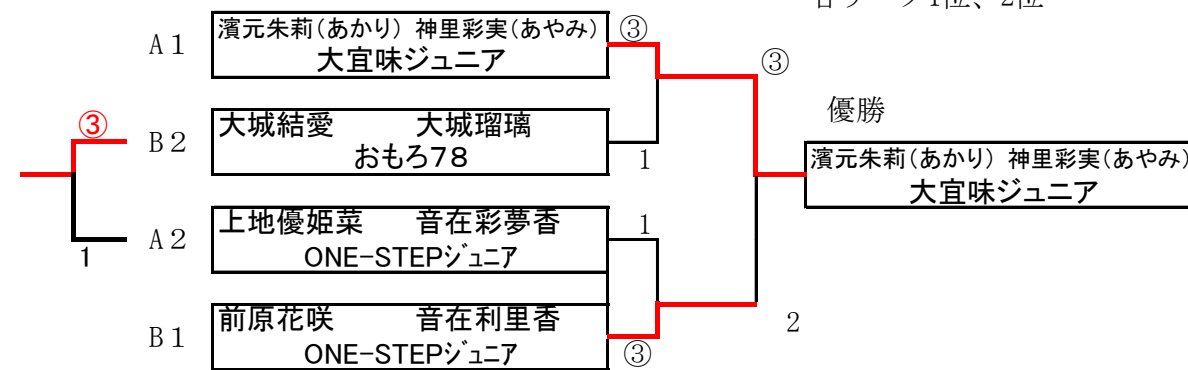 A1
濱元朱莉(あかり) 神里彩実(あやみ)
大宜味ジュニア
③
③
優勝
③
B2
大城結愛 大城瑠璃
おもろ78
1
濱元朱莉(あかり) 神里彩実(あやみ)
大宜味ジュニア
1
A2
上地優姫菜 音在彩夢香
ONE-STEPジュニア
1
B1
前原花咲 音在利里香
ONE-STEPジュニア
③
2